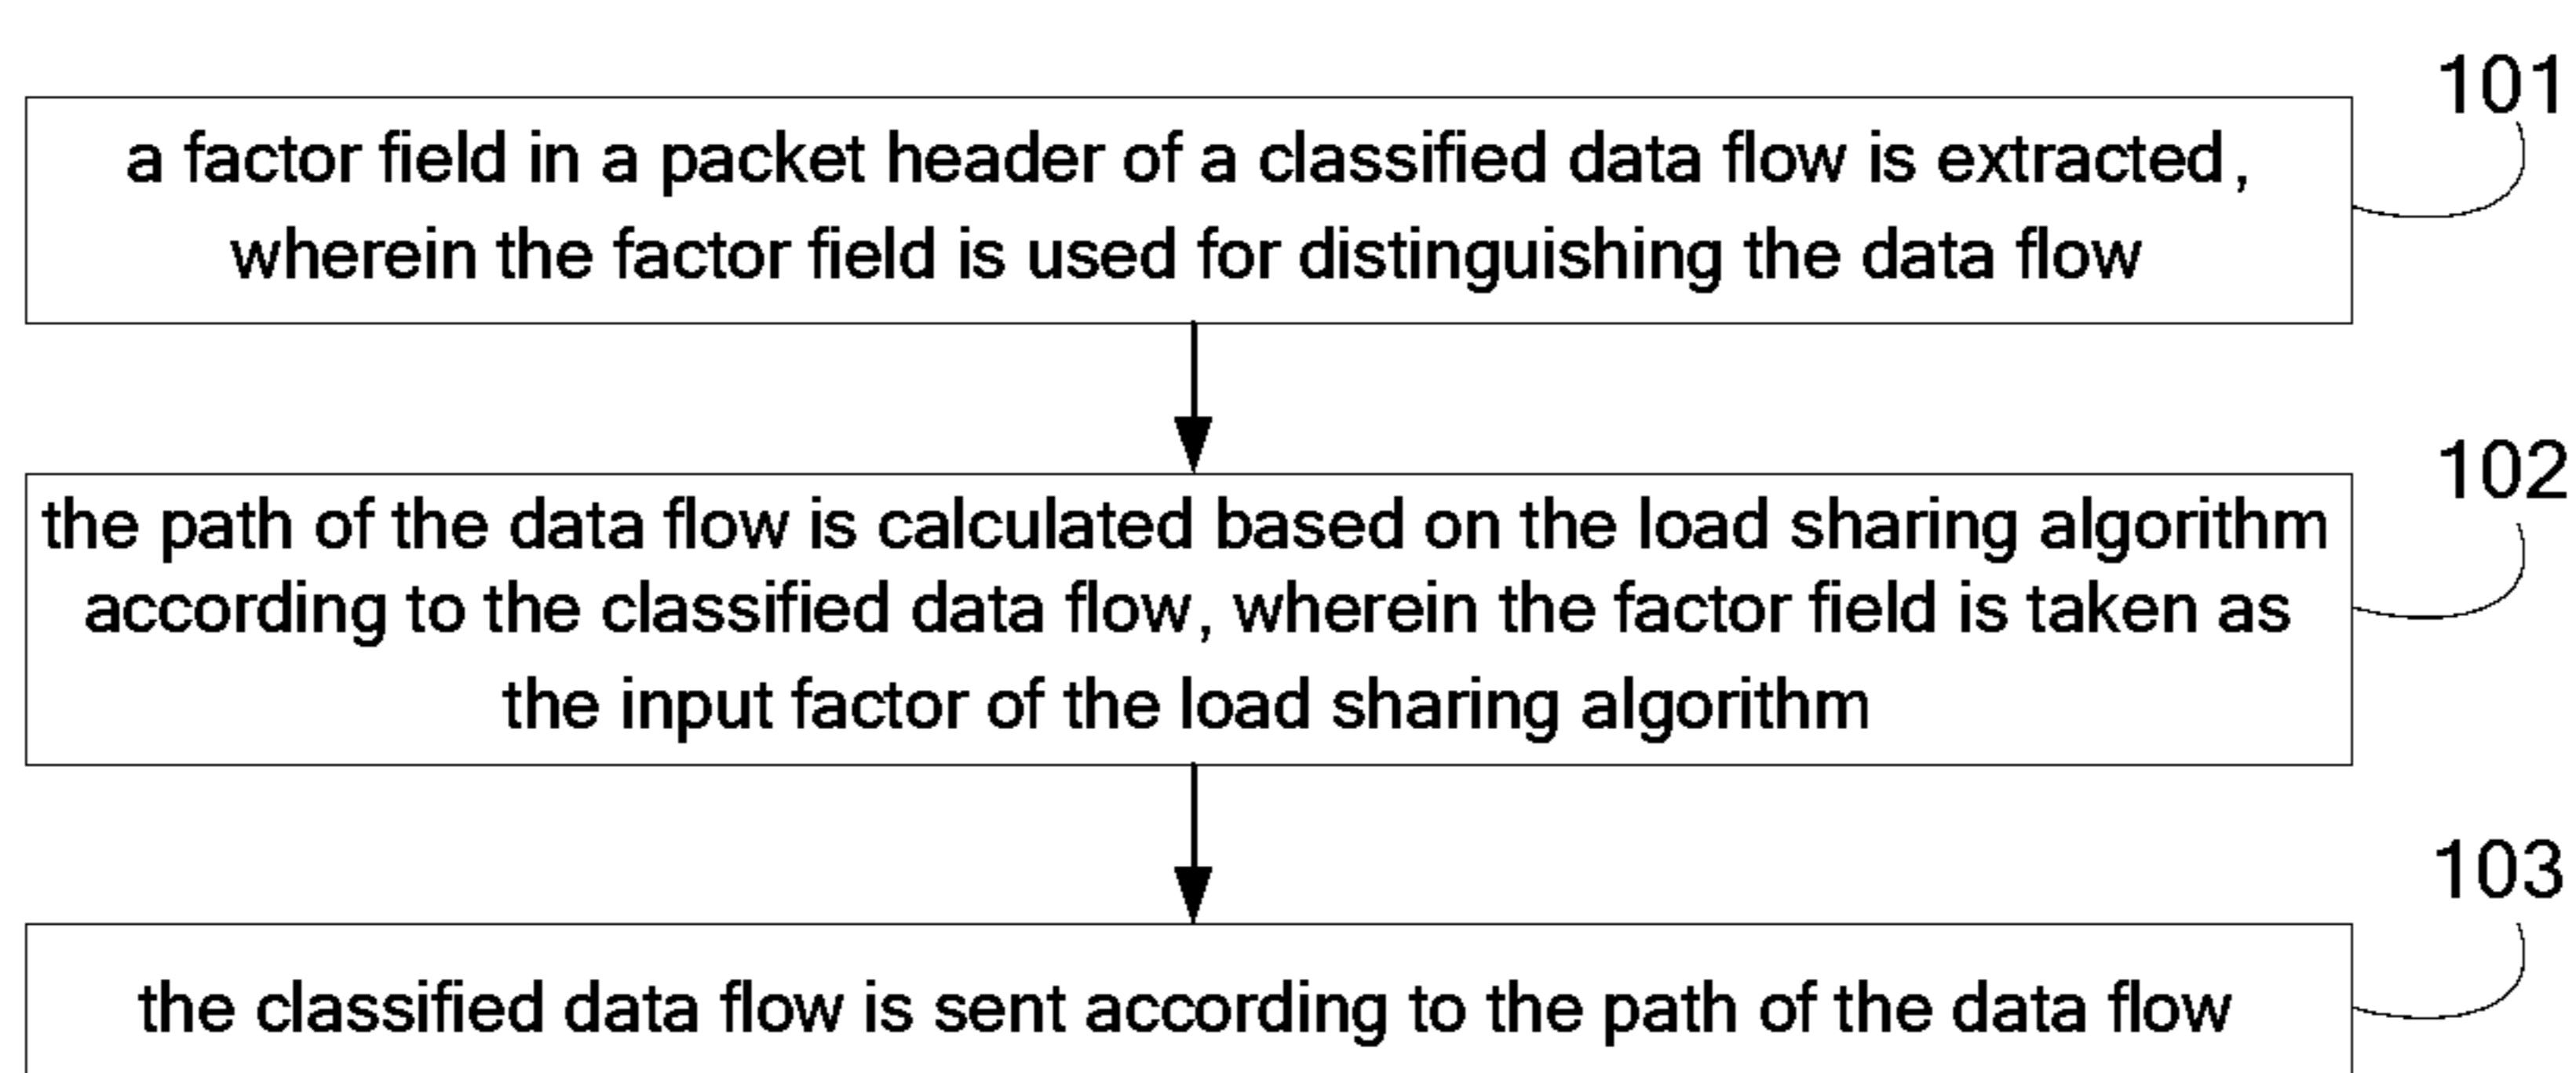 101
a factor field in a packet header of a classified data flow is extracted,
wherein the factor field is used for distinguishing the data flow
102
the path of the data flow is calculated based on the load sharing algorithm
according to the classified data flow, wherein the factor field is taken as
the input factor of the load sharing algorithm
103
the classified data flow is sent according to the path of the data flow